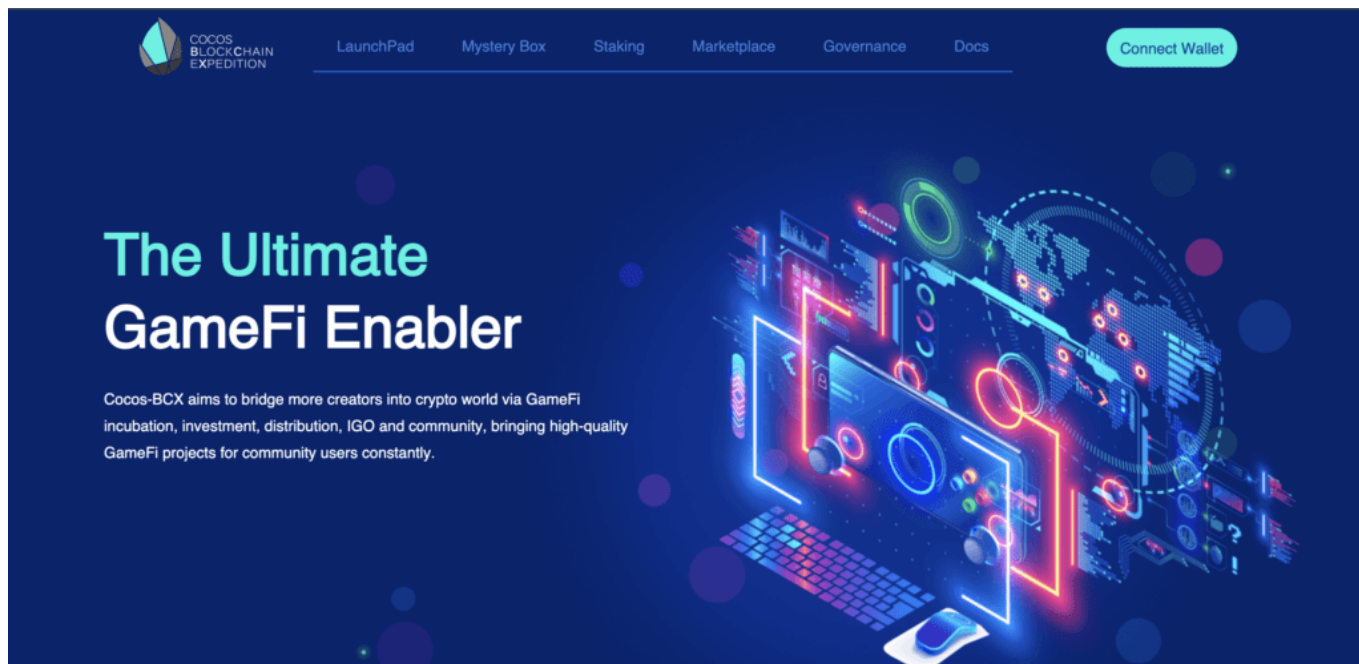 COCOS
BLOCKCHAIN
EXPEDITION
LaunchPad Mystery Box Staking Marketplace Governance Docs
Connect Wallet
The Ultimate
GameFi Enabler
Cocos-BCX aims to bridge more creators into crypto world via GameFi
incubation, investment, distribution, IGO and community, bringing high-quality
GameFi projects for community users constantly.